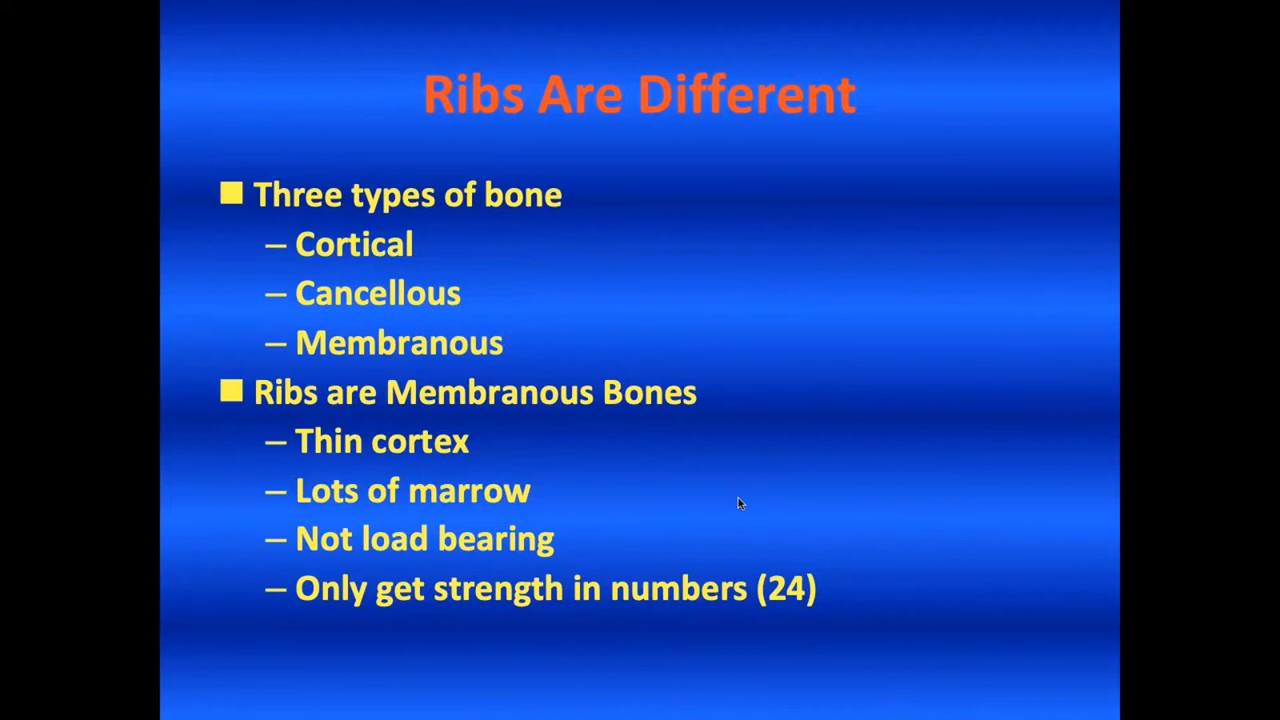 Ribs Are Different
■ Three types of bone
– Cortical
– Cancellous
– Membranous
■ Ribs are Membranous Bones
– Thin cortex
– Lots of marrow
– Not load bearing
– Only get strength in numbers (24)